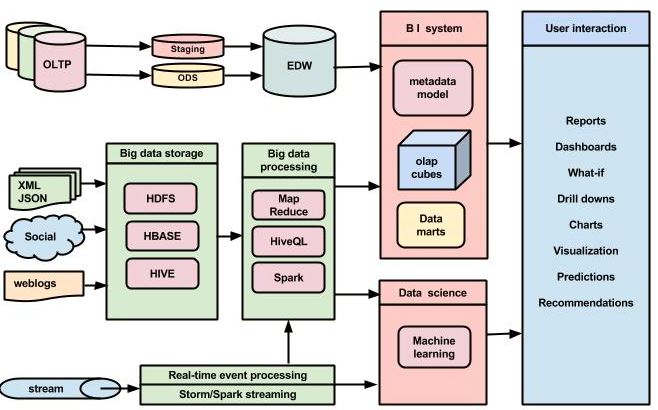 OLTP
Staging
ODS
EDW
B I system
metadata
model
olap
cubes
Data
marts
User interaction
Reports
Dashboards
What-if
Drill downs
Charts
Visualization
Predictions
Recommendations
XML
JSON
Social
weblogs
Big data storage
HDFS
HBASE
HIVE
Big data
processing
Map
Reduce
HiveQL
Spark
Data science
Machine
learning
stream
Real-time event processing
Storm/Spark streaming